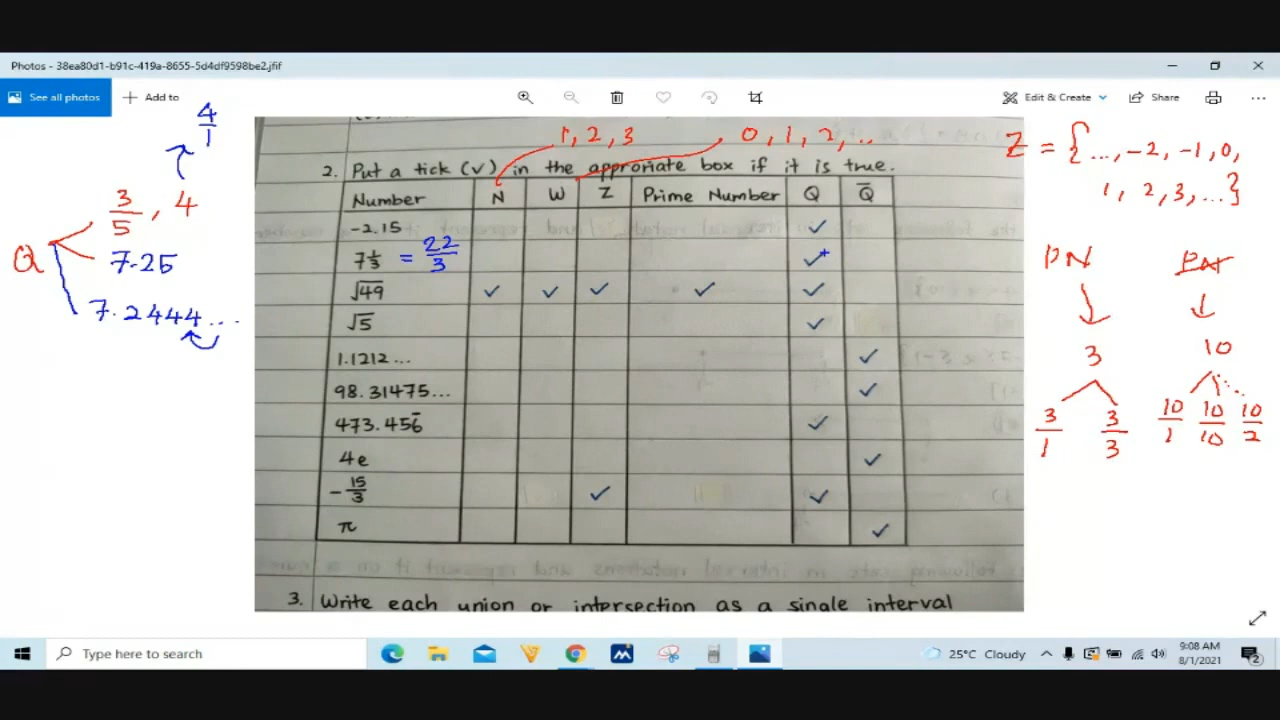 Photos - 38ea80d1-b91c-419a-8655-5d4df9598be2.jfif
See all photos
Add to
Edit & Create
Share
4/1
3/5, 4
Q
7.25
7.2444...
1, 2, 3
0, 1, 2, ..
2. Put a tick (√) in the approriate box if it is true.
Number N W Z Prime Number Q Q̅
-2.15 ✓
7 1/3 = 22/3 ✓
√49 ✓ ✓ ✓ ✓ ✓
√5 ✓
1.1212... ✓
98.31475... ✓
473.456̅ ✓
4e ✓
-15/3 ✓ ✓
π ✓
3. Write each union or intersection as a single interval
Z = {..., -2, -1, 0,
1, 2, 3, ...}
PN PN
3 10
3/1 3/3 10/1 10/10 10/2
Type here to search
25°C Cloudy
9:08 AM
8/1/2021
2